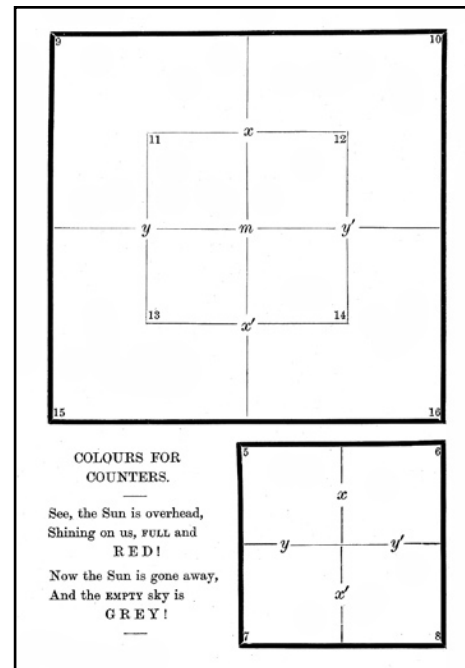 9 10
11 x 12
y m y′
13 x′ 14
15 16
COLOURS FOR
COUNTERS.
See, the Sun is overhead,
Shining on us, FULL and
RED!
Now the Sun is gone away,
And the EMPTY sky is
GREY!
5 6
x
y y′
x′
7 8